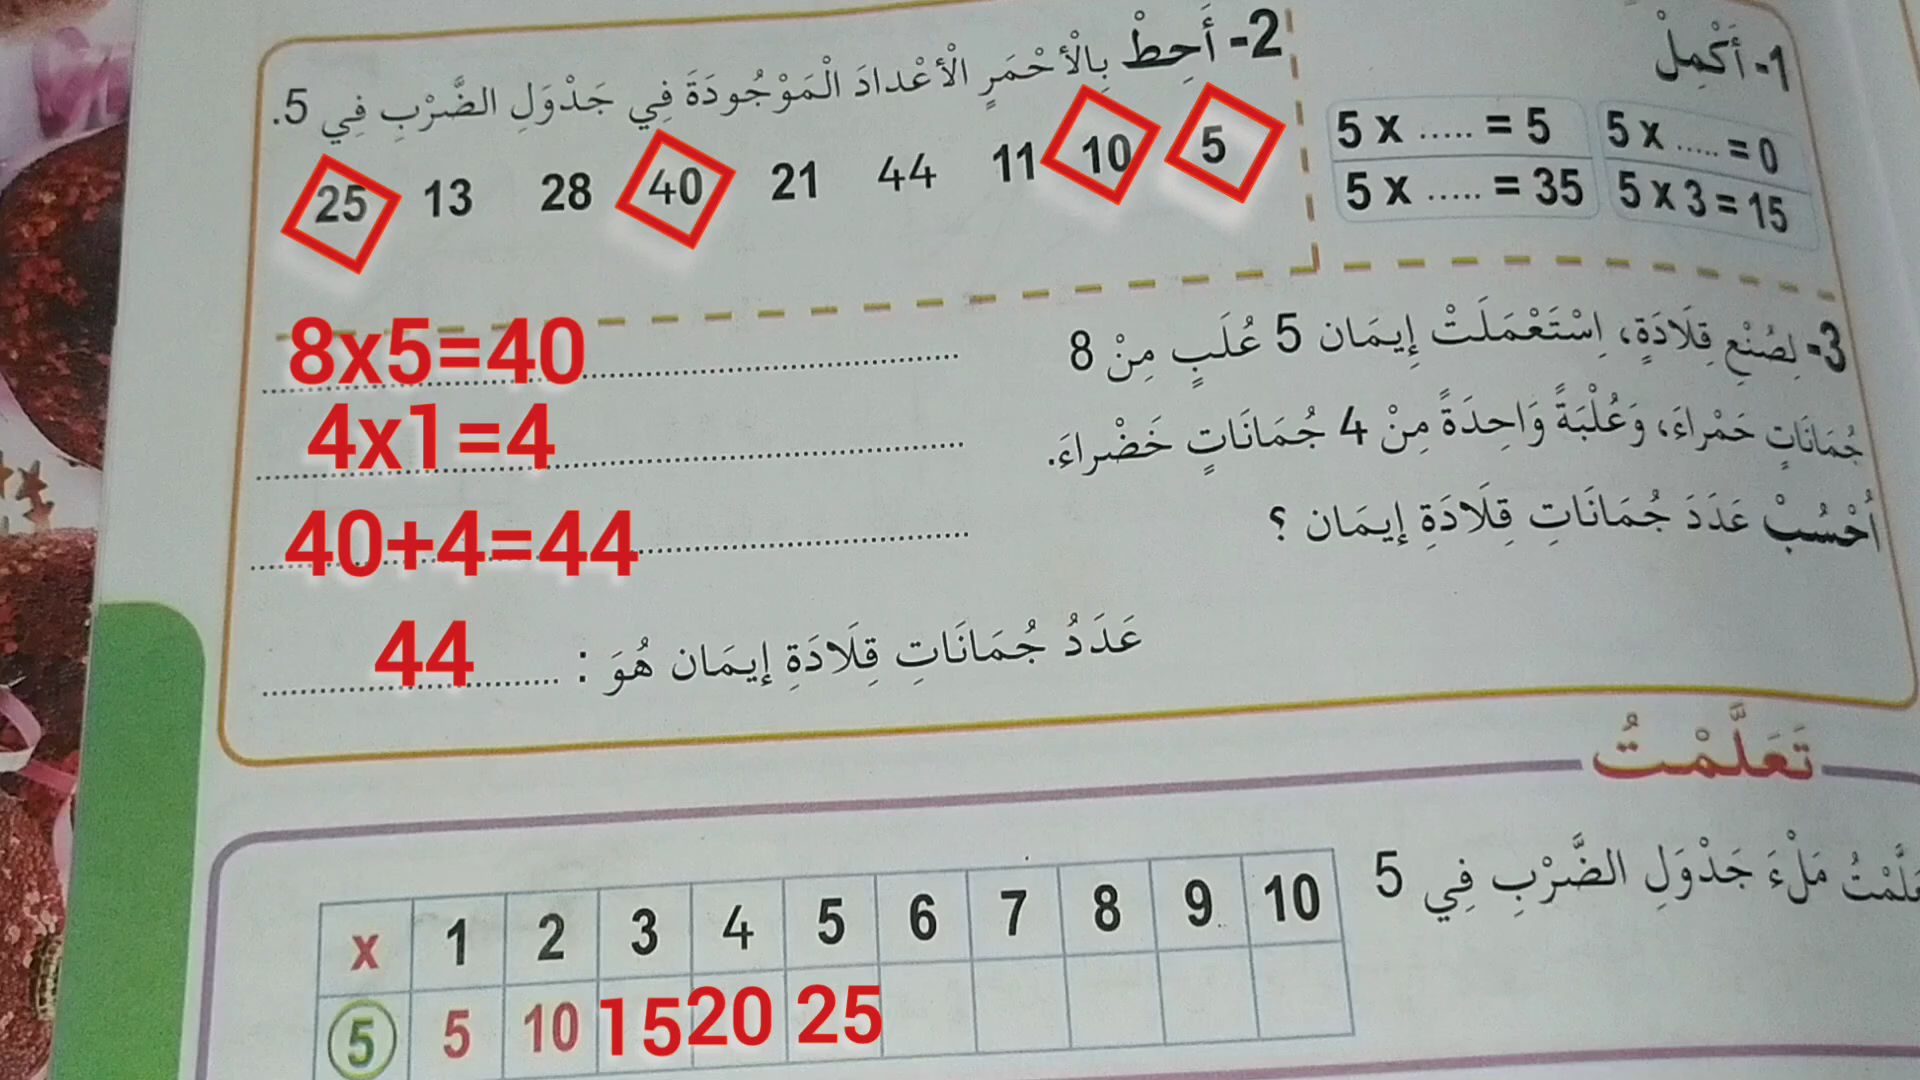 1- أَكْمِلْ
5 x ..... = 0
5 x ..... = 5
5 x 3 = 15
5 x ..... = 35
2- أَحِطْ بِالْأَحْمَرِ الْأَعْدادَ الْمَوْجُودَةَ فِي جَدْوَلِ الضَّرْبِ فِي 5.
25 13 28 40 21 44 11 10 5
3- لِصُنْعِ قِلَادَةٍ، اِسْتَعْمَلَتْ إِيمَان 5 عُلَبٍ مِنْ 8
جُمَانَاتٍ حَمْراءَ، وَعُلْبَةً وَاحِدَةً مِنْ 4 جُمَانَاتٍ خَضْراءَ.
اُحْسُبْ عَدَدَ جُمَانَاتِ قِلَادَةِ إِيمَان ؟
8x5=40
4x1=4
40+4=44
عَدَدُ جُمَانَاتِ قِلَادَةِ إِيمَان هُوَ : 44
تَعَلَّمْتُ
مَلْءَ جَدْوَلِ الضَّرْبِ فِي 5
x 1 2 3 4 5 6 7 8 9 10
5 5 10 15 20 25